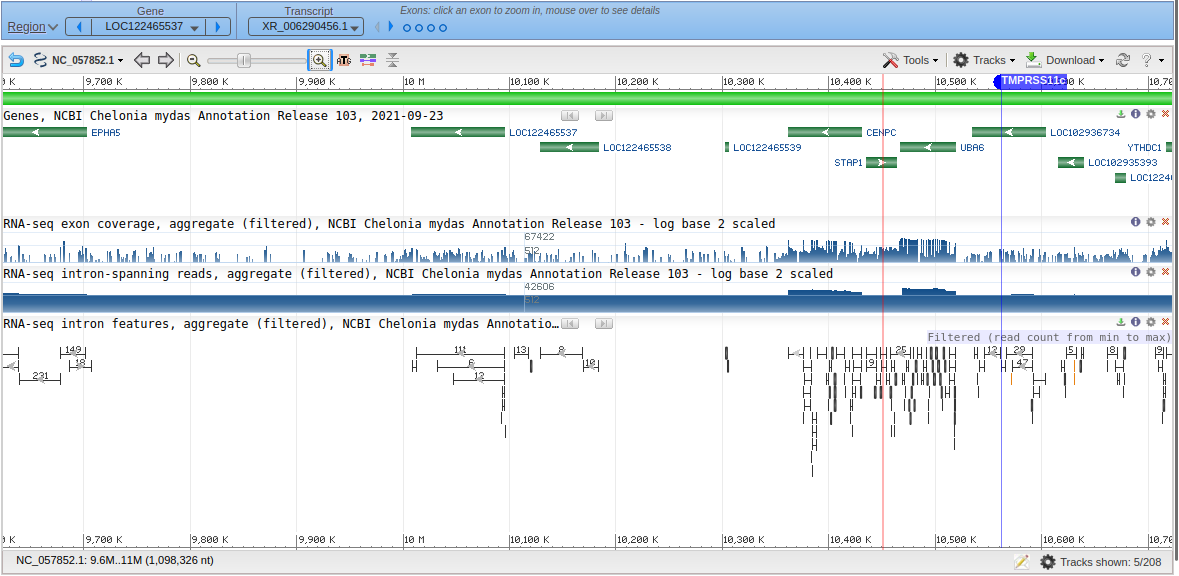 Gene Transcript Exons: click an exon to zoom in, mouse over to see details
Region LOC122465537 XR_006290456.1
NC_057852.1 ATG Tools Tracks Download ?
9,700 K 9,800 K 9,900 K 10 M 10,100 K 10,200 K 10,300 K 10,400 K 10,500 K TMPRSS11c K 10,70
Genes, NCBI Chelonia mydas Annotation Release 103, 2021-09-23
EPHA5 LOC122465537 CENPC LOC102936734
LOC122465538 LOC122465539 UBA6 YTHDC1
STAP1 LOC102935393
LOC1224
RNA-seq exon coverage, aggregate (filtered), NCBI Chelonia mydas Annotation Release 103 - log base 2 scaled
67422
512
RNA-seq intron-spanning reads, aggregate (filtered), NCBI Chelonia mydas Annotation Release 103 - log base 2 scaled
42606
512
RNA-seq intron features, aggregate (filtered), NCBI Chelonia mydas Annotatio…
Filtered (read count from min to max)
149 111 13 8 25 12 29 5 8 9
18 6 10 9 47
231 12
K 9,700 K 9,800 K 9,900 K 10 M 10,100 K 10,200 K 10,300 K 10,400 K 10,500 K 10,600 K 10,70
NC_057852.1: 9.6M..11M (1,098,326 nt) Tracks shown: 5/208